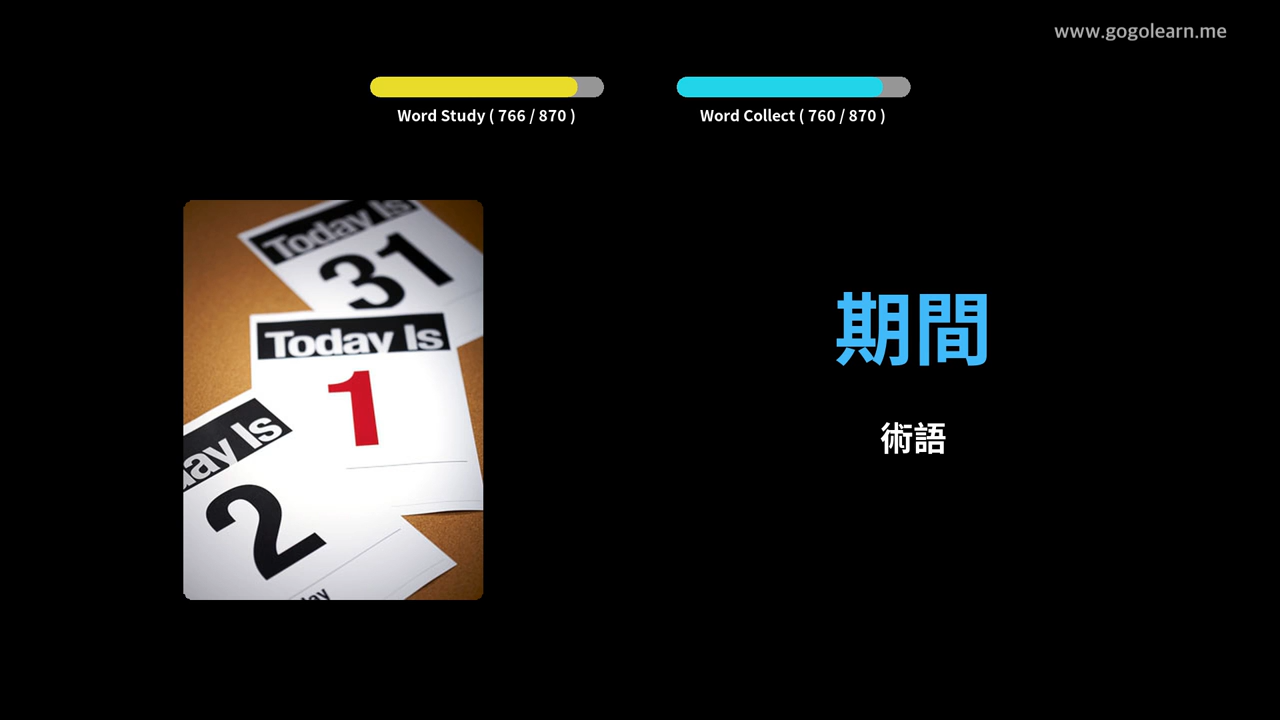 www.gogolearn.me
Word Study ( 766 / 870 )
Word Collect ( 760 / 870 )
Today Is
31
Today Is
1
day Is
2
期間
術語